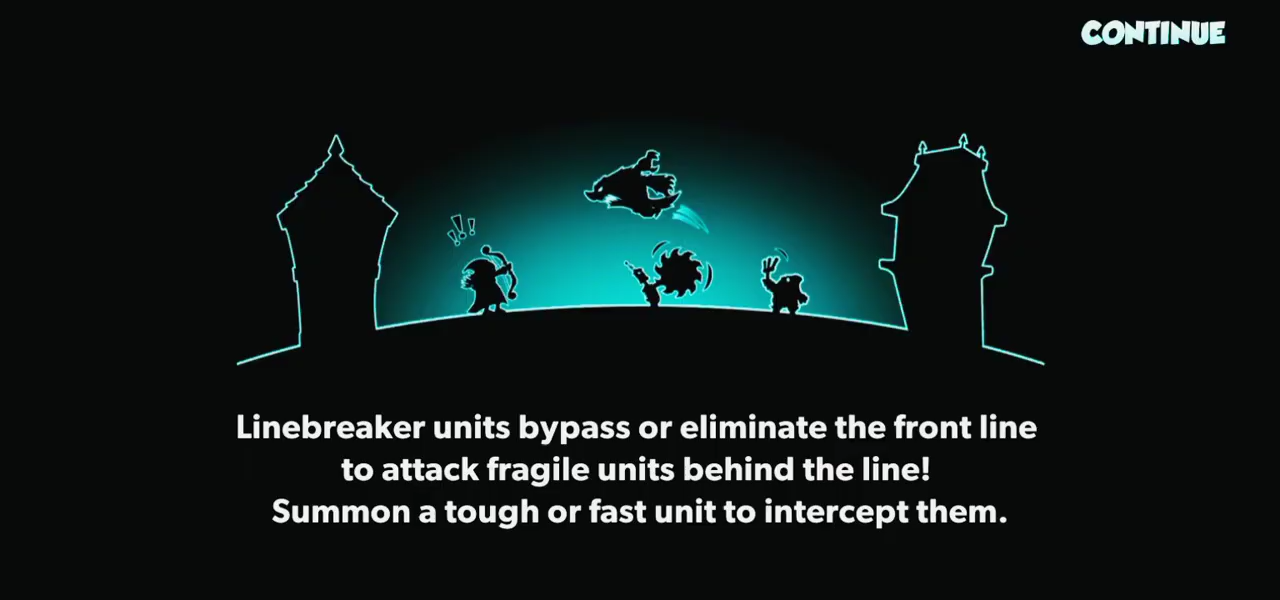 CONTINUE
!!!
Linebreaker units bypass or eliminate the front line
to attack fragile units behind the line!
Summon a tough or fast unit to intercept them.